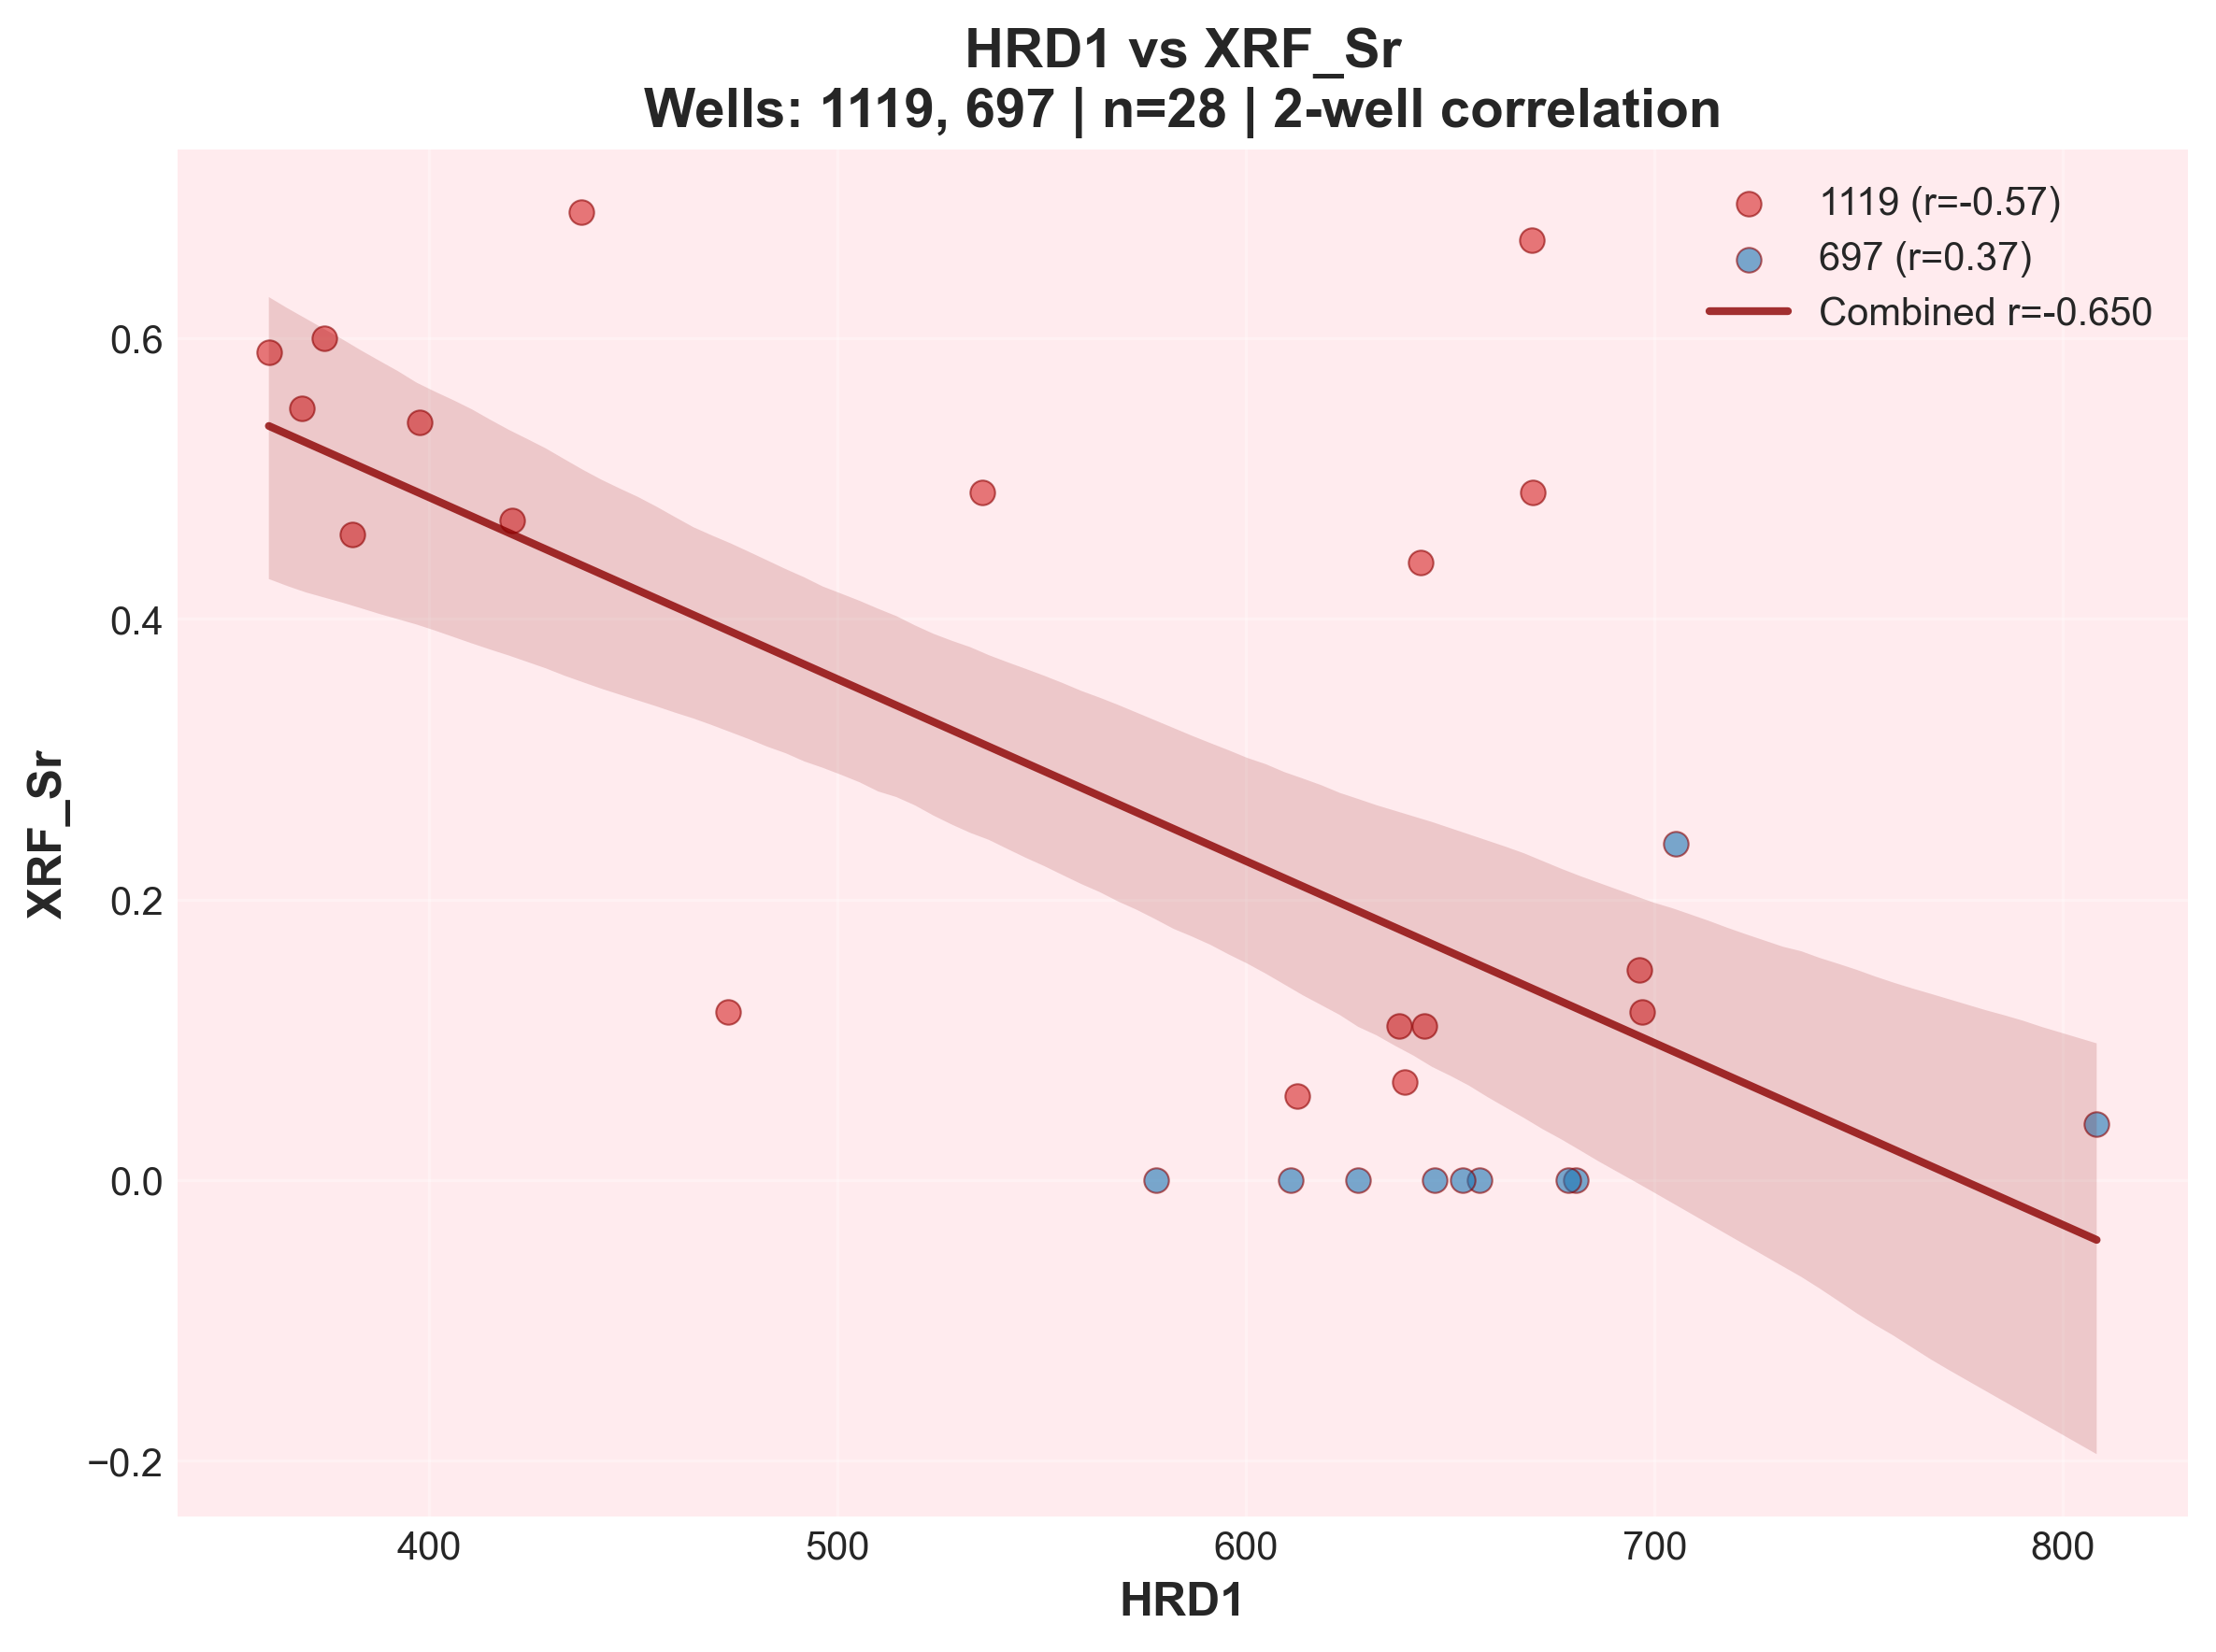 HRD1 vs XRF_Sr
Wells: 1119, 697 | n=28 | 2-well correlation
1119 (r=-0.57)
697 (r=0.37)
Combined r=-0.650
XRF_Sr
0.6
0.4
0.2
0.0
−0.2
400
500
600
700
800
HRD1